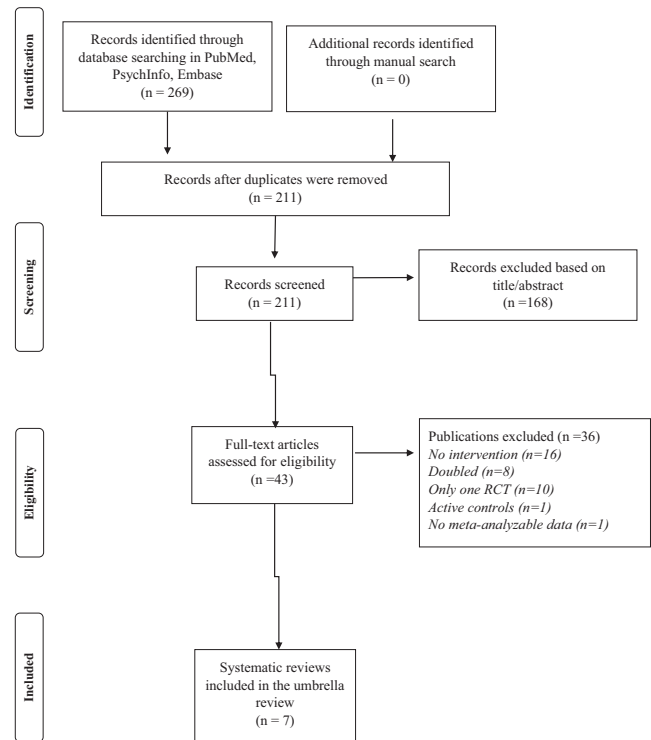 Identification
Records identified through
database searching in PubMed,
PsychInfo, Embase
(n = 269)
Additional records identified
through manual search
(n = 0)
Records after duplicates were removed
(n = 211)
Screening
Records screened
(n = 211)
Records excluded based on
title/abstract
(n =168)
Eligibility
Full-text articles
assessed for eligibility
(n =43)
Publications excluded (n =36)
No intervention (n=16)
Doubled (n=8)
Only one RCT (n=10)
Active controls (n=1)
No meta-analyzable data (n=1)
Included
Systematic reviews
included in the umbrella
review
(n = 7)